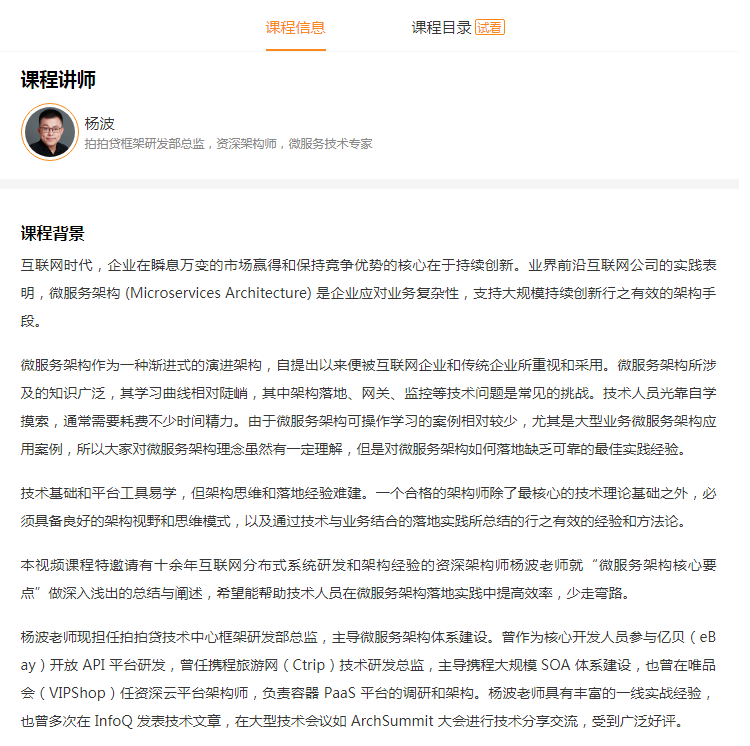 课程信息
课程目录 试看
课程讲师
杨波
拍拍贷框架研发部总监，资深架构师，微服务技术专家
课程背景
互联网时代，企业在瞬息万变的市场赢得和保持竞争优势的核心在于持续创新。业界前沿互联网公司的实践表
明，微服务架构 (Microservices Architecture) 是企业应对业务复杂性，支持大规模持续创新行之有效的架构手
段。
微服务架构作为一种渐进式的演进架构，自提出以来便被互联网企业和传统企业所重视和采用。微服务架构所涉
及的知识广泛，其学习曲线相对陡峭，其中架构落地、网关、监控等技术问题是常见的挑战。技术人员光靠自学
摸索，通常需要耗费不少时间精力。由于微服务架构可操作学习的案例相对较少，尤其是大型业务微服务架构应
用案例，所以大家对微服务架构理念虽然有一定理解，但是对微服务架构如何落地缺乏可靠的最佳实践经验。
技术基础和平台工具易学，但架构思维和落地经验难建。一个合格的架构师除了最核心的技术理论基础之外，必
须具备良好的架构视野和思维模式，以及通过技术与业务结合的落地实践所总结的行之有效的经验和方法论。
本视频课程特邀请有十余年互联网分布式系统研发和架构经验的资深架构师杨波老师就“微服务架构核心要
点”做深入浅出的总结与阐述，希望能帮助技术人员在微服务架构落地实践中提高效率，少走弯路。
杨波老师现担任拍拍贷技术中心框架研发部总监，主导微服务架构体系建设。曾作为核心开发人员参与亿贝（eB
ay）开放 API 平台研发，曾任携程旅游网（Ctrip）技术研发总监，主导携程大规模 SOA 体系建设，也曾在唯品
会（VIPShop）任资深云平台架构师，负责容器 PaaS 平台的调研和架构。杨波老师具有丰富的一线实战经验，
也曾多次在 InfoQ 发表技术文章，在大型技术会议如 ArchSummit 大会进行技术分享交流，受到广泛好评。